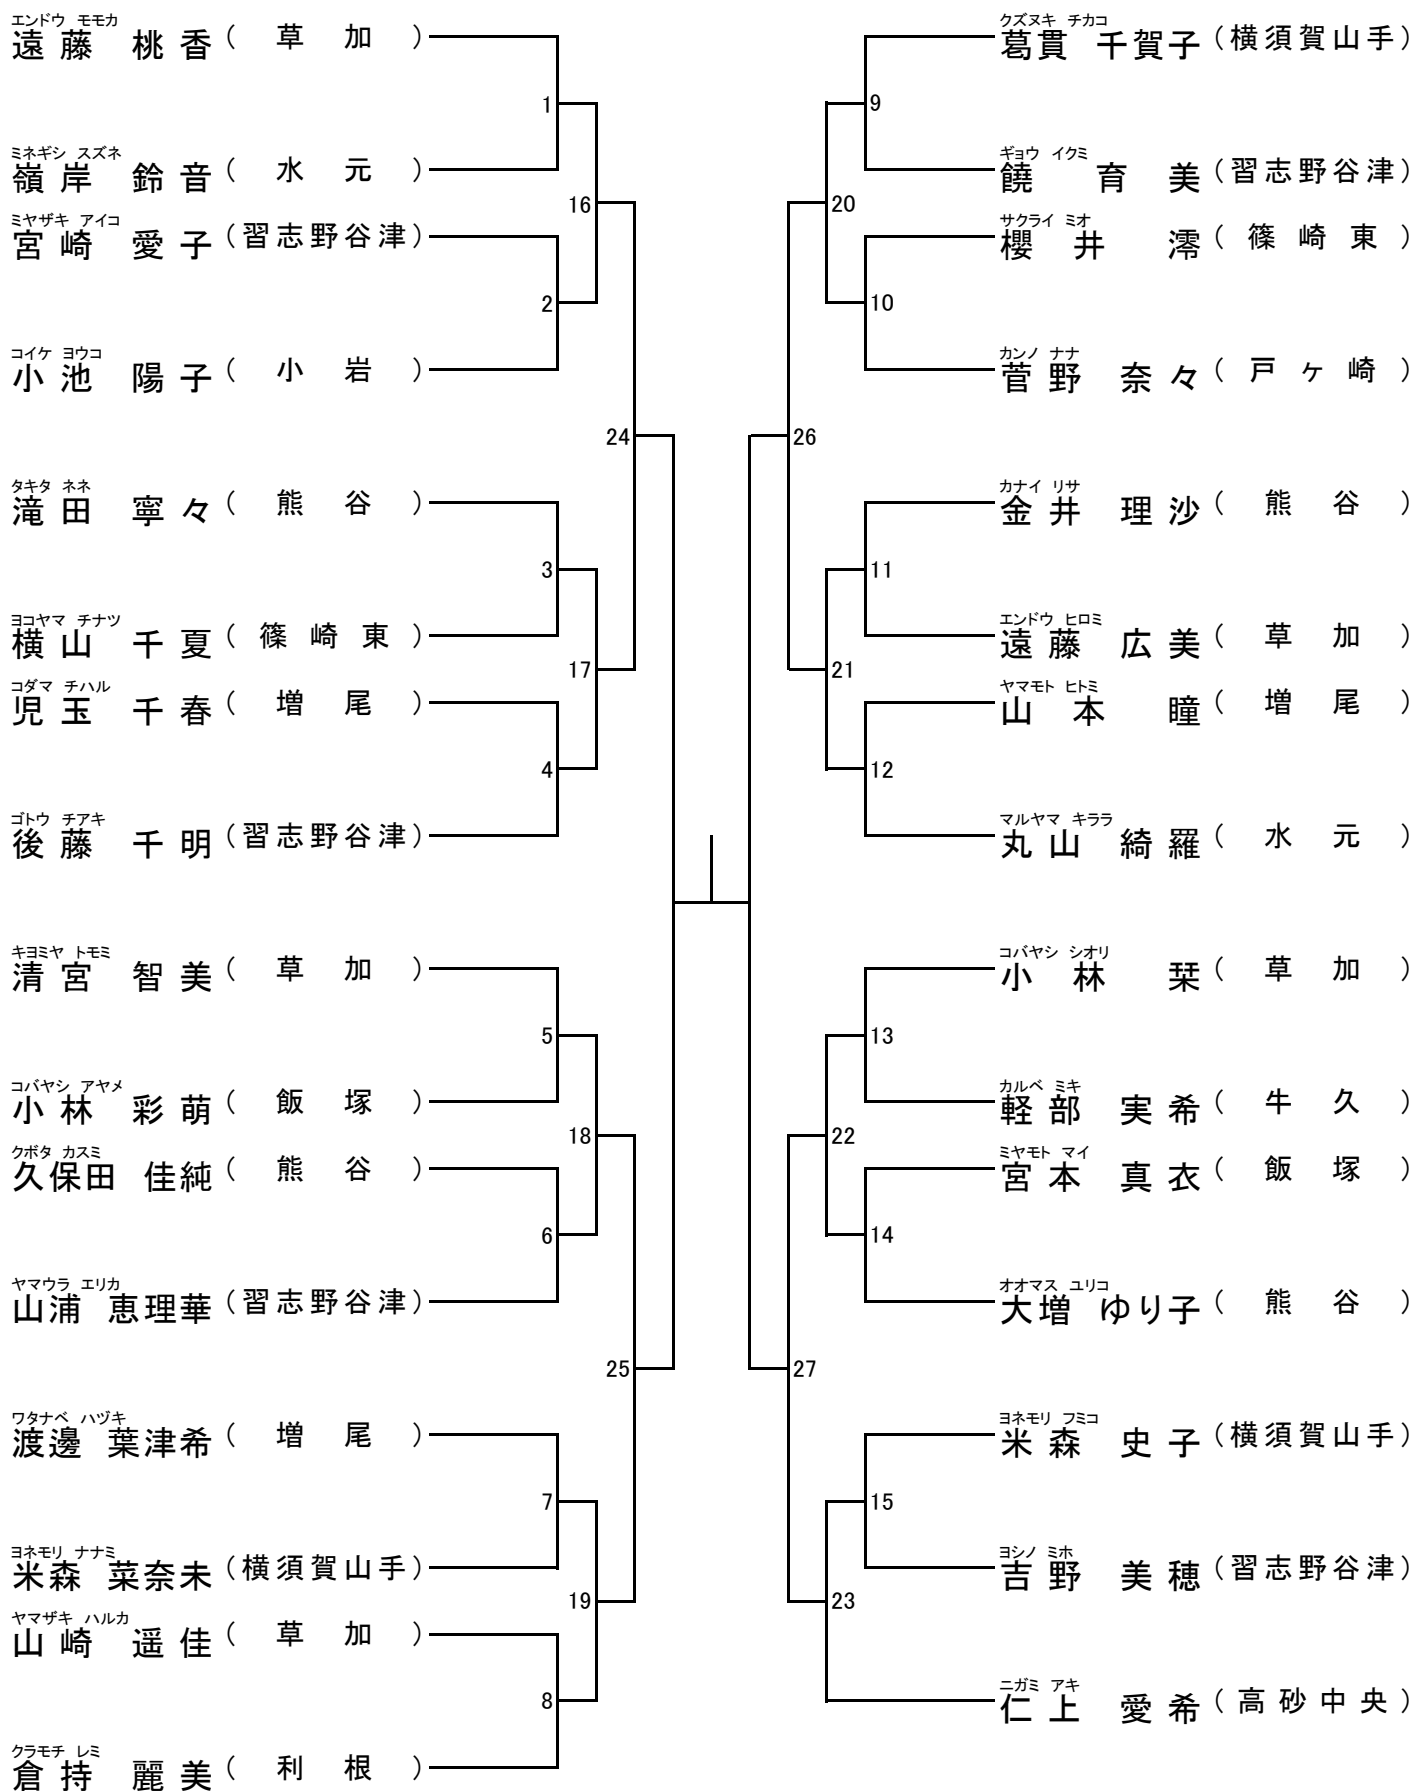 エンドウ モモカ
遠藤 桃香 (草加)
1
ミネギシ スズネ
嶺岸 鈴音 (水元)
16
ミヤザキ アイコ
宮崎 愛子 (習志野谷津)
2
コイケ ヨウコ
小池 陽子 (小岩)
24
タキタ ネネ
滝田 寧々 (熊谷)
3
ヨコヤマ チナツ
横山 千夏 (篠崎東)
17
コダマ チハル
児玉 千春 (増尾)
4
ゴトウ チアキ
後藤 千明 (習志野谷津)
キヨミヤ トモミ
清宮 智美 (草加)
5
コバヤシ アヤメ
小林 彩萌 (飯塚)
18
クボタ カスミ
久保田 佳純 (熊谷)
6
ヤマウラ エリカ
山浦 恵理華 (習志野谷津)
25
ワタナベ ハヅキ
渡邊 葉津希 (増尾)
7
ヨネモリ ナナミ
米森 菜奈未 (横須賀山手)
19
ヤマザキ ハルカ
山崎 遥佳 (草加)
8
クラモチ レミ
倉持 麗美 (利根)
クズヌキ チカコ
葛貫 千賀子 (横須賀山手)
9
ギョウ イクミ
饒 育美 (習志野谷津)
20
サクライ ミオ
櫻井 澪 (篠崎東)
10
カンノ ナナ
菅野 奈々 (戸ヶ崎)
26
カナイ リサ
金井 理沙 (熊谷)
11
エンドウ ヒロミ
遠藤 広美 (草加)
21
ヤマモト ヒトミ
山本 瞳 (増尾)
12
マルヤマ キララ
丸山 綺羅 (水元)
コバヤシ シオリ
小林 栞 (草加)
13
カルベ ミキ
軽部 実希 (牛久)
22
ミヤモト マイ
宮本 真衣 (飯塚)
14
オオマス ユリコ
大増 ゆり子 (熊谷)
27
ヨネモリ フミコ
米森 史子 (横須賀山手)
15
ヨシノ ミホ
吉野 美穂 (習志野谷津)
23
ニガミ アキ
仁上 愛希 (高砂中央)